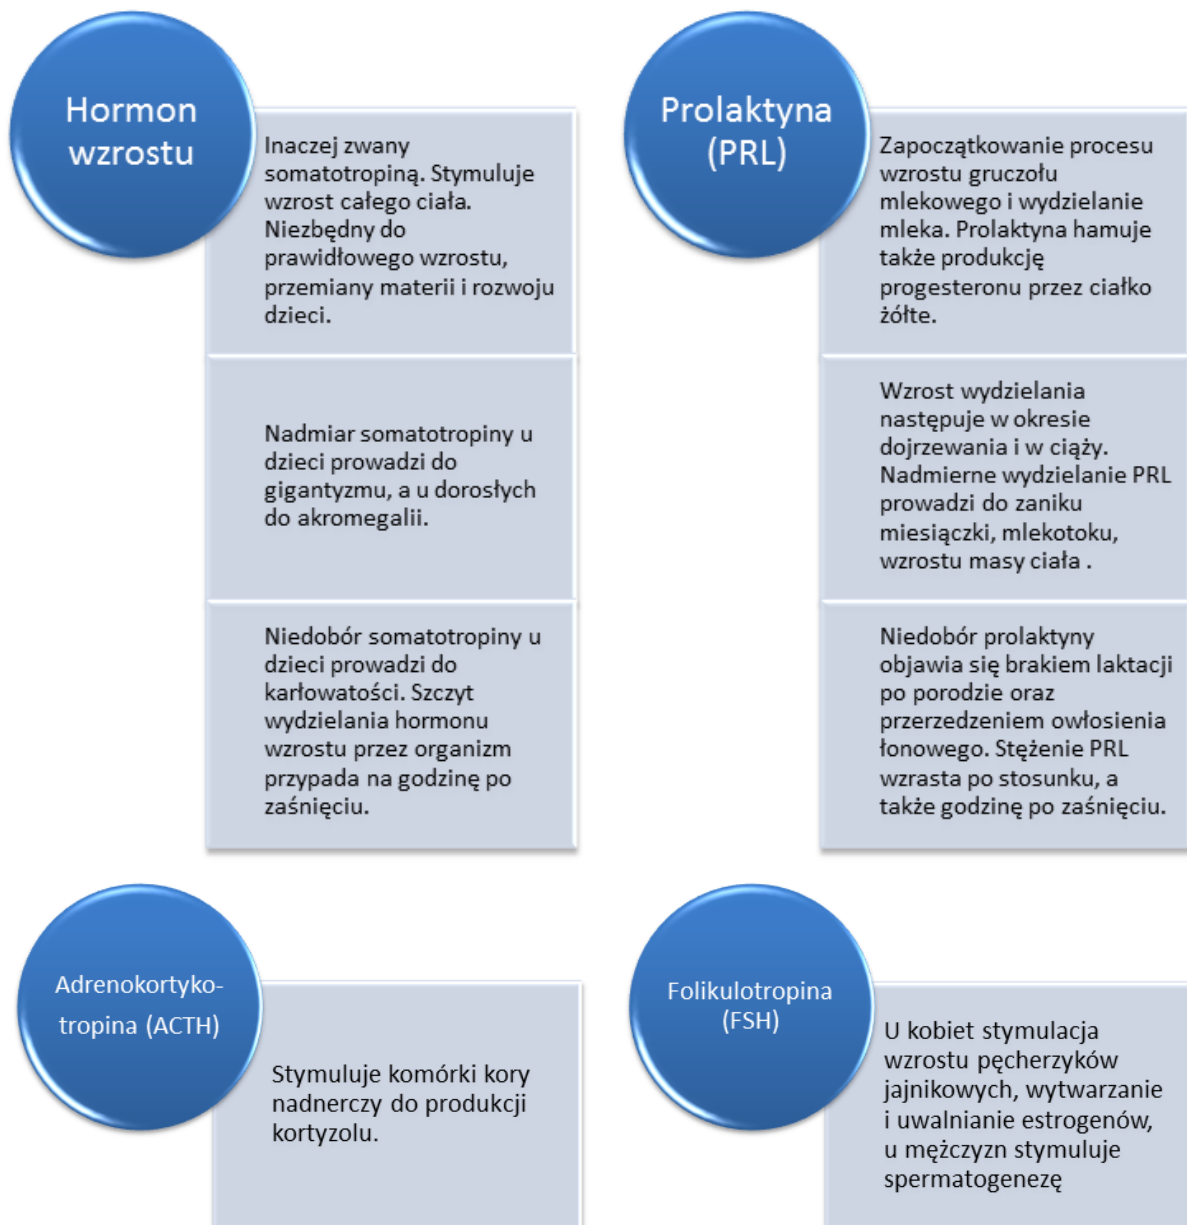 Hormon
wzrostu
Inaczej zwany
somatotropiną. Stymuluje
wzrost całego ciała.
Niezbędny do
prawidłowego wzrostu,
przemiany materii i rozwoju
dzieci.
Nadmiar somatotropiny u
dzieci prowadzi do
gigantyzmu, a u dorosłych
do akromegalii.
Niedobór somatotropiny u
dzieci prowadzi do
karłowatości. Szczyt
wydzielania hormonu
wzrostu przez organizm
przypada na godzinę po
zaśnięciu.
Prolaktyna
(PRL)
Zapoczątkowanie procesu
wzrostu gruczołu
mlekowego i wydzielanie
mleka. Prolaktyna hamuje
także produkcję
progesteronu przez ciałko
żółte.
Wzrost wydzielania
następuje w okresie
dojrzewania i w ciąży.
Nadmierne wydzielanie PRL
prowadzi do zaniku
miesiączki, mlekotoku,
wzrostu masy ciała .
Niedobór prolaktyny
objawia się brakiem laktacji
po porodzie oraz
przerzedzeniem owłosienia
łonowego. Stężenie PRL
wzrasta po stosunku, a
także godzinę po zaśnięciu.
Adrenokortyko-
tropina (ACTH)
Stymuluje komórki kory
nadnerczy do produkcji
kortyzolu.
Folikulotropina
(FSH)
U kobiet stymulacja
wzrostu pęcherzyków
jajnikowych, wytwarzanie
i uwalnianie estrogenów,
u mężczyzn stymuluje
spermatogenezę